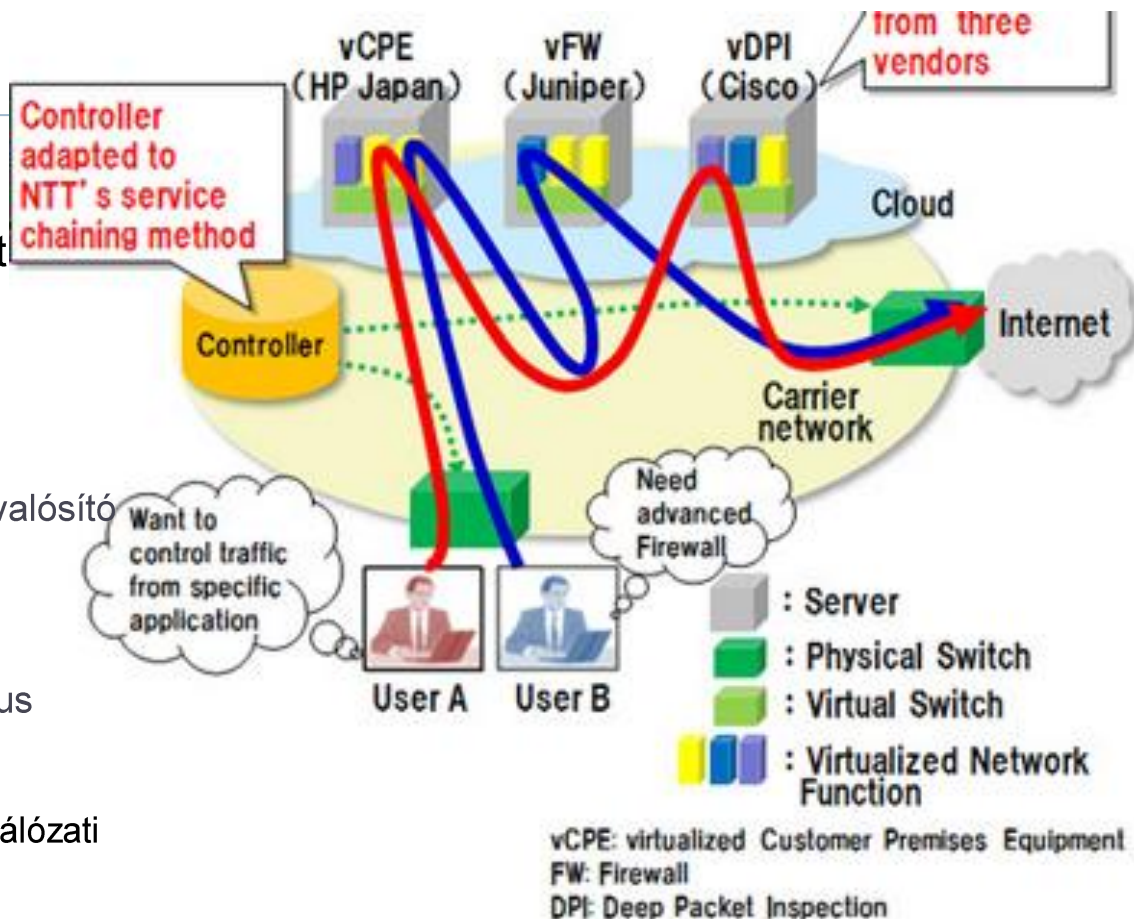 from three
vendors
vCPE
(HP Japan)
vFW
(Juniper)
vDPI
(Cisco)
Controller
adapted to
NTT's service
chaining method
t
Cloud
Controller
Internet
Carrier
network
valósító
Want to
control traffic
from specific
application
Need
advanced
Firewall
User A
User B
: Server
: Physical Switch
: Virtual Switch
: Virtualized Network
Function
us
álózati
vCPE: virtualized Customer Premises Equipment
FW: Firewall
DPI: Deep Packet Inspection